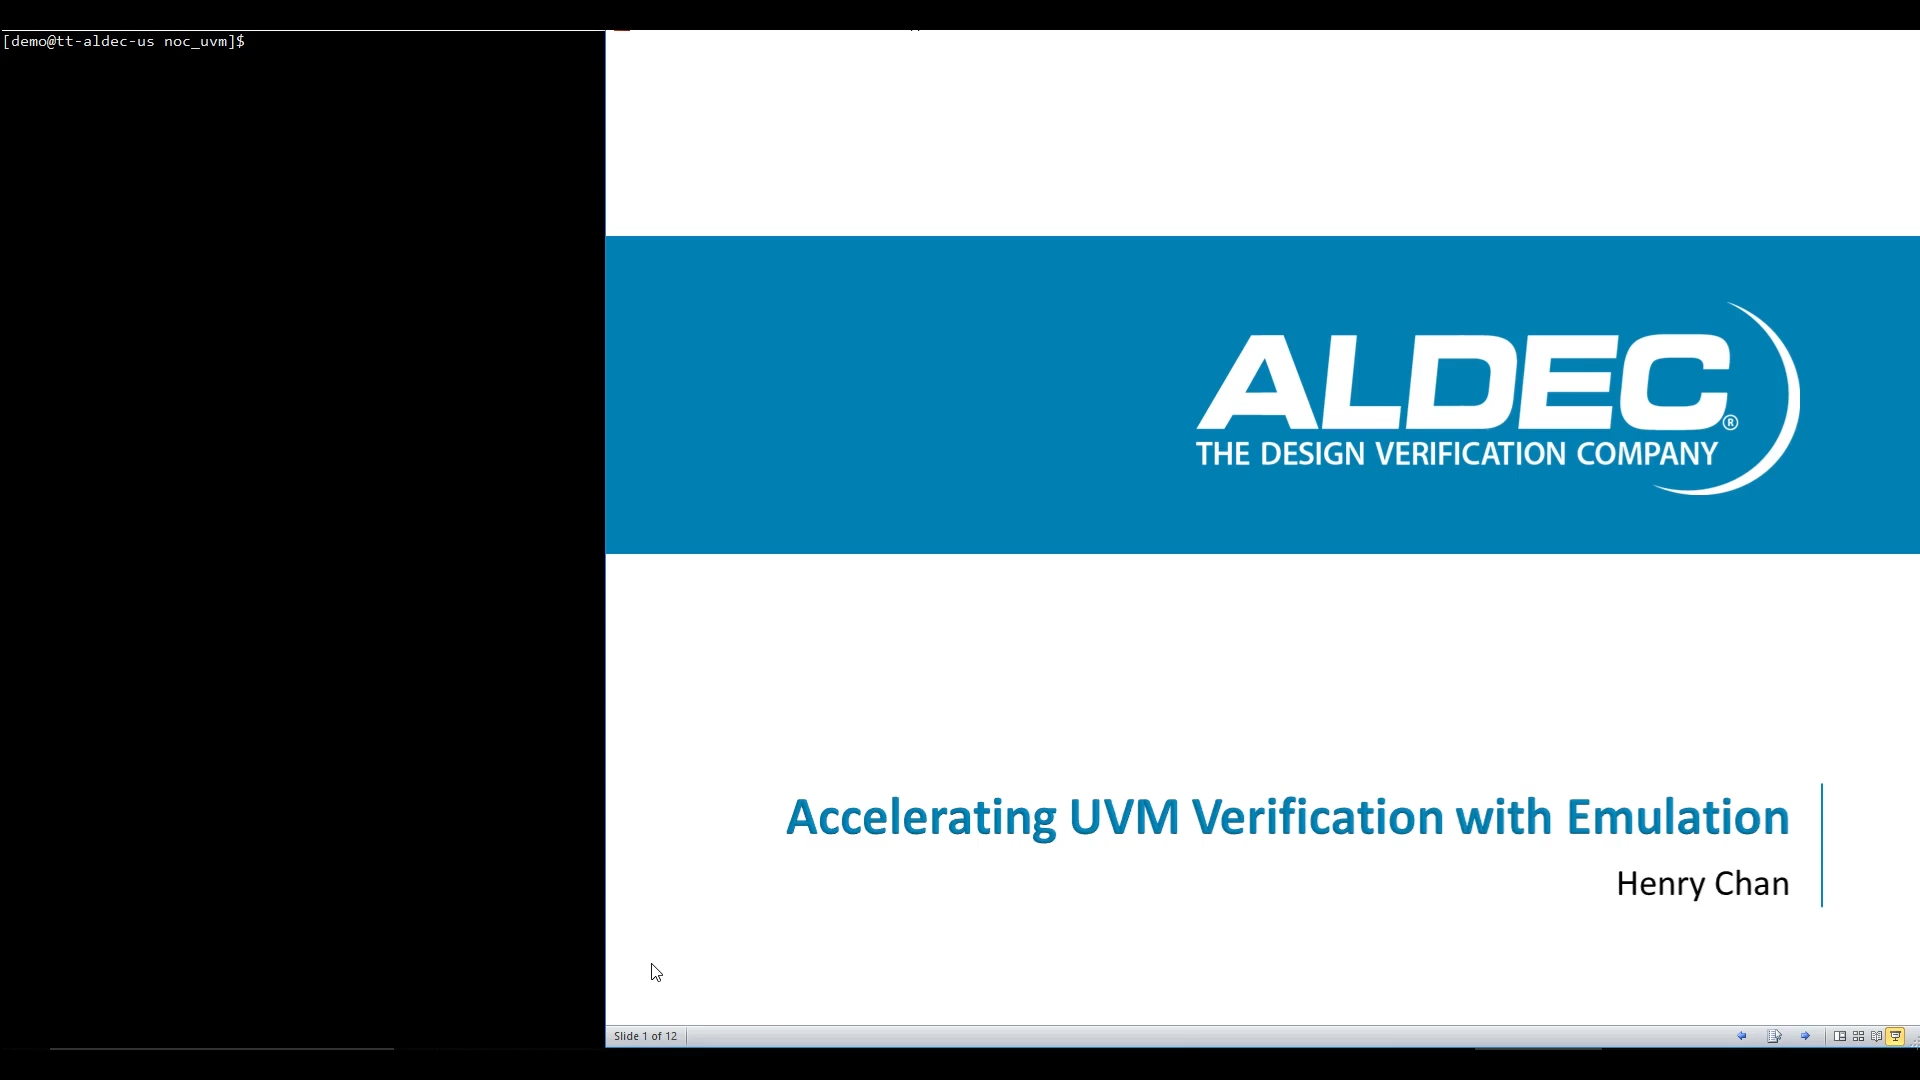 [demo@tt-aldec-us noc_uvm]$
ALDEC®
THE DESIGN VERIFICATION COMPANY
Accelerating UVM Verification with Emulation
Henry Chan
Slide 1 of 12